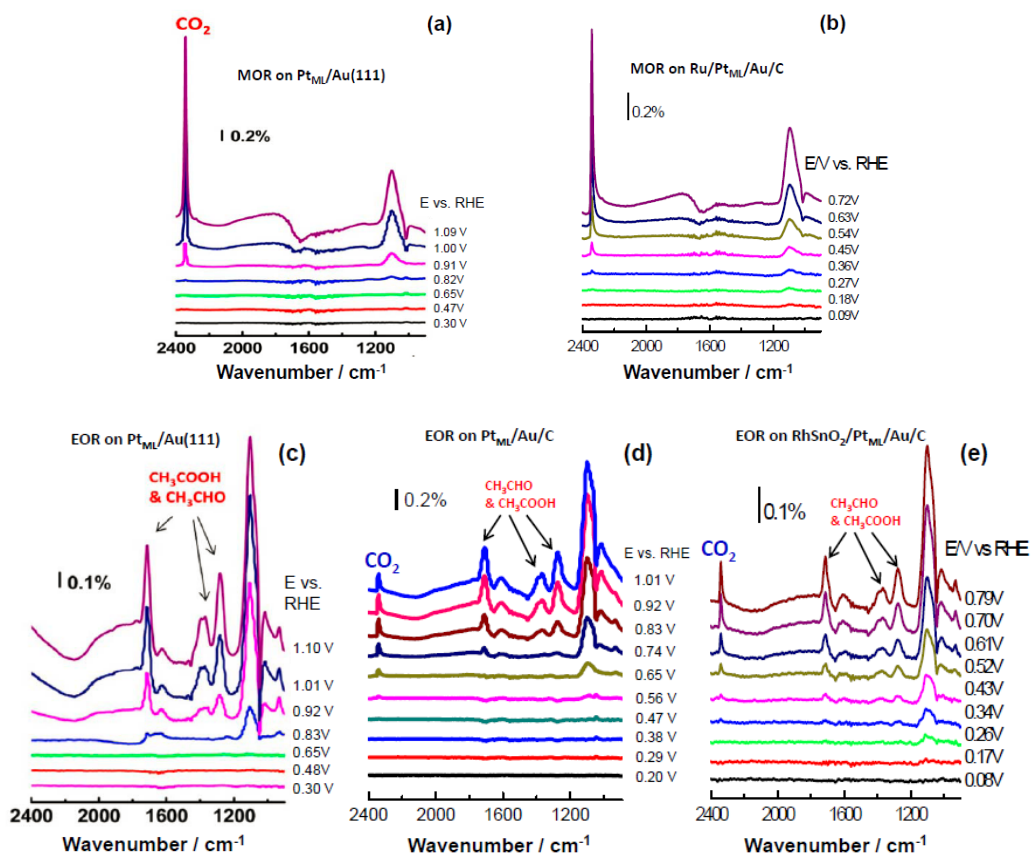 CO2
(a)
MOR on PtML/Au(111)
0.2%
E vs. RHE
1.09 V
1.00 V
0.91 V
0.82V
0.65V
0.47 V
0.30 V
2400 2000 1600 1200
Wavenumber / cm-1
(b)
MOR on Ru/PtML/Au/C
0.2%
E/V vs. RHE
0.72V
0.63V
0.54V
0.45V
0.36V
0.27V
0.18V
0.09V
2400 2000 1600 1200
Wavenumber / cm-1
EOR on PtML/Au(111)
(c)
CH3COOH
& CH3CHO
0.1%
E vs.
RHE
1.10 V
1.01 V
0.92 V
0.83V
0.65V
0.48V
0.30 V
2400 2000 1600 1200
Wavenumber / cm-1
EOR on PtML/Au/C
(d)
0.2%
CH3CHO
& CH3COOH
CO2
E vs. RHE
1.01 V
0.92 V
0.83 V
0.74 V
0.65 V
0.56 V
0.47 V
0.38 V
0.29 V
0.20 V
2400 2000 1600 1200
Wavenumber / cm-1
EOR on RhSnO2/PtML/Au/C
(e)
0.1%
CH3CHO
& CH3COOH
CO2
E/V vs RHE
0.79V
0.70V
0.61V
0.52V
0.43V
0.34V
0.26V
0.17V
0.08V
2400 2000 1600 1200
Wavenumber / cm-1